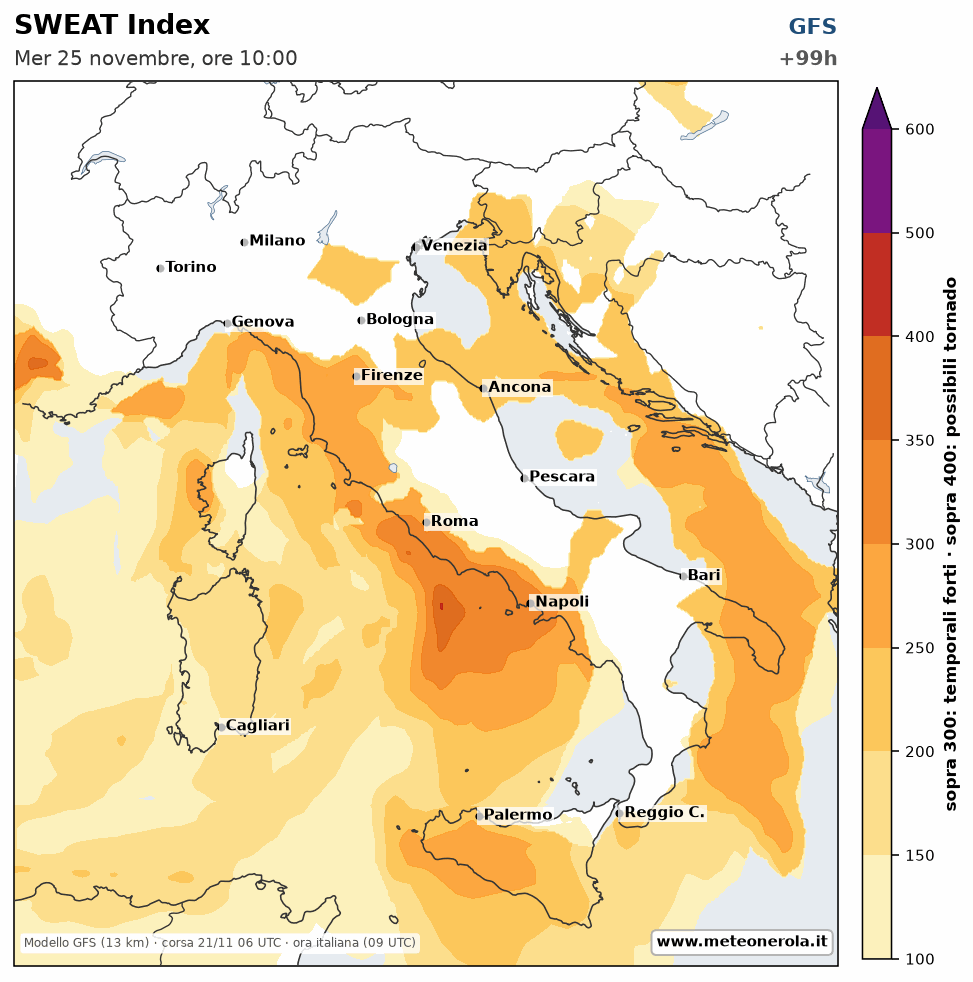 SWEAT Index
GFS
Mer 25 novembre, ore 10:00
+99h
600
500
400
350
300
250
200
150
100
sopra 300: temporali forti · sopra 400: possibili tornado
Milano
Venezia
Torino
Genova
Bologna
Firenze
Ancona
Pescara
Roma
Bari
Napoli
Cagliari
Palermo
Reggio C.
Modello GFS (13 km) · corsa 21/11 06 UTC · ora italiana (09 UTC)
www.meteonerola.it